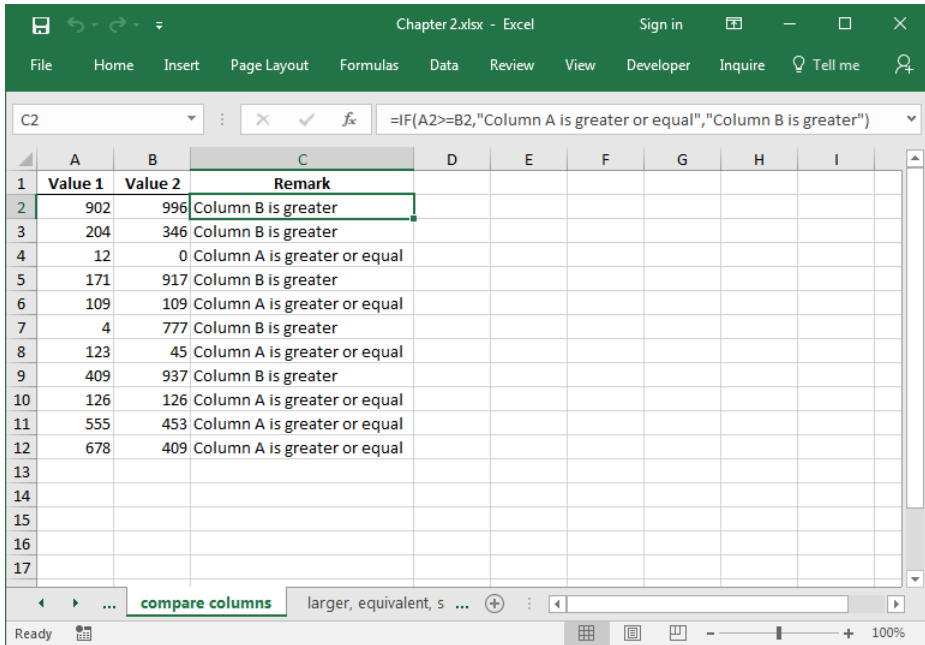 Chapter 2.xlsx - Excel Sign in
File Home Insert Page Layout Formulas Data Review View Developer Inquire Tell me
C2 fx =IF(A2>=B2,"Column A is greater or equal","Column B is greater")
A B C D E F G H I
1 Value 1 Value 2 Remark
2 902 996 Column B is greater
3 204 346 Column B is greater
4 12 0 Column A is greater or equal
5 171 917 Column B is greater
6 109 109 Column A is greater or equal
7 4 777 Column B is greater
8 123 45 Column A is greater or equal
9 409 937 Column B is greater
10 126 126 Column A is greater or equal
11 555 453 Column A is greater or equal
12 678 409 Column A is greater or equal
13
14
15
16
17
... compare columns larger, equivalent, s ...
Ready 100%